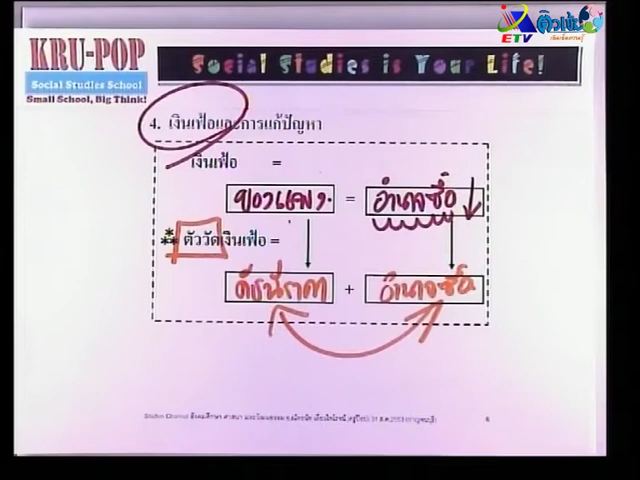 ติวเข้ม
ETV
KRU-POP
Social Studies School
Small School, Big Think!
Social Studies is Your Life!
4. เงินเฟ้อและการแก้ปัญหา
เงินเฟ้อ =
ของแพง = อำนาจซื้อ ↓
** ตัววัดเงินเฟ้อ =
ดัชนีราคา + อำนาจซื้อ
6